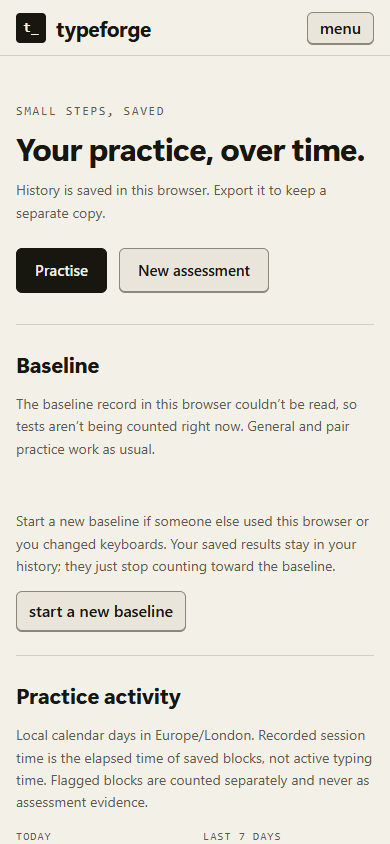 t_ typeforge menu
SMALL STEPS, SAVED
Your practice, over time.
History is saved in this browser. Export it to keep a
separate copy.
Practise New assessment
Baseline
The baseline record in this browser couldn’t be read, so
tests aren’t being counted right now. General and pair
practice work as usual.
Start a new baseline if someone else used this browser or
you changed keyboards. Your saved results stay in your
history; they just stop counting toward the baseline.
start a new baseline
Practice activity
Local calendar days in Europe/London. Recorded session
time is the elapsed time of saved blocks, not active typing
time. Flagged blocks are counted separately and never as
assessment evidence.
TODAY LAST 7 DAYS